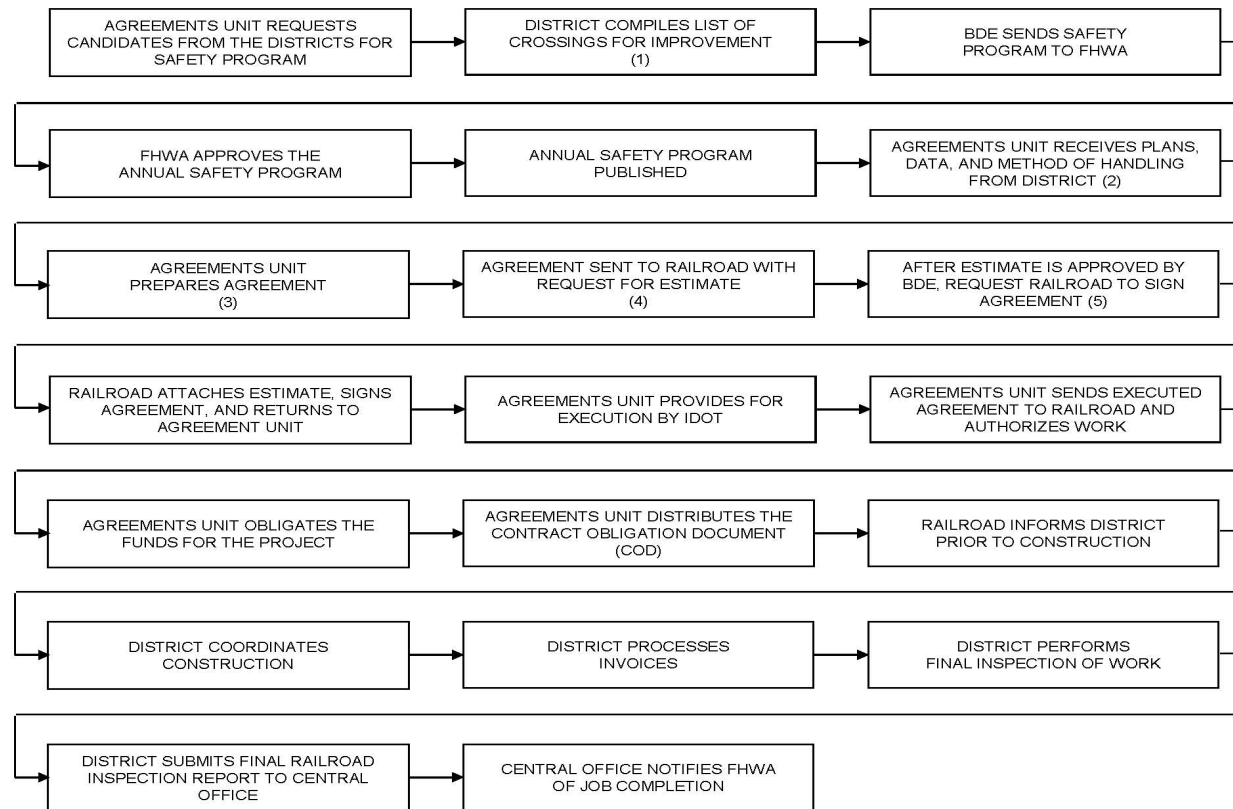 AGREEMENTS UNIT REQUESTS
CANDIDATES FROM THE DISTRICTS FOR
SAFETY PROGRAM
DISTRICT COMPILES LIST OF
CROSSINGS FOR IMPROVEMENT
(1)
BDE SENDS SAFETY
PROGRAM TO FHWA
FHWA APPROVES THE
ANNUAL SAFETY PROGRAM
ANNUAL SAFETY PROGRAM
PUBLISHED
AGREEMENTS UNIT RECEIVES PLANS,
DATA, AND METHOD OF HANDLING
FROM DISTRICT (2)
AGREEMENTS UNIT
PREPARES AGREEMENT
(3)
AGREEMENT SENT TO RAILROAD WITH
REQUEST FOR ESTIMATE
(4)
AFTER ESTIMATE IS APPROVED BY
BDE, REQUEST RAILROAD TO SIGN
AGREEMENT (5)
RAILROAD ATTACHES ESTIMATE, SIGNS
AGREEMENT, AND RETURNS TO
AGREEMENT UNIT
AGREEMENTS UNIT PROVIDES FOR
EXECUTION BY IDOT
AGREEMENTS UNIT SENDS EXECUTED
AGREEMENT TO RAILROAD AND
AUTHORIZES WORK
AGREEMENTS UNIT OBLIGATES THE
FUNDS FOR THE PROJECT
AGREEMENTS UNIT DISTRIBUTES THE
CONTRACT OBLIGATION DOCUMENT
(COD)
RAILROAD INFORMS DISTRICT
PRIOR TO CONSTRUCTION
DISTRICT COORDINATES
CONSTRUCTION
DISTRICT PROCESSES
INVOICES
DISTRICT PERFORMS
FINAL INSPECTION OF WORK
DISTRICT SUBMITS FINAL RAILROAD
INSPECTION REPORT TO CENTRAL
OFFICE
CENTRAL OFFICE NOTIFIES FHWA
OF JOB COMPLETION